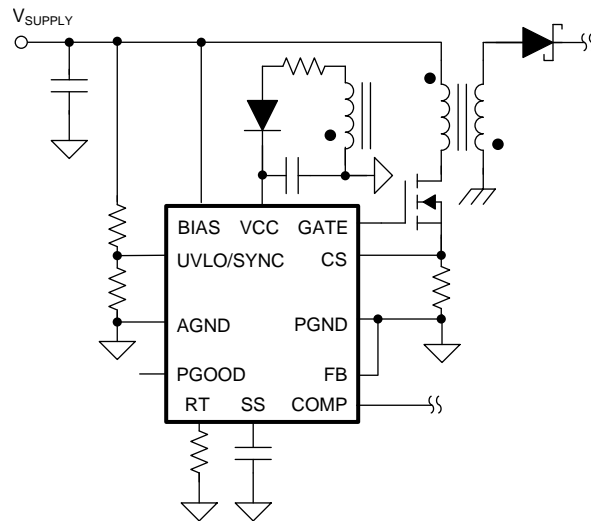 VSUPPLY
BIAS VCC GATE
UVLO/SYNC CS
AGND PGND
PGOOD FB
RT SS COMP